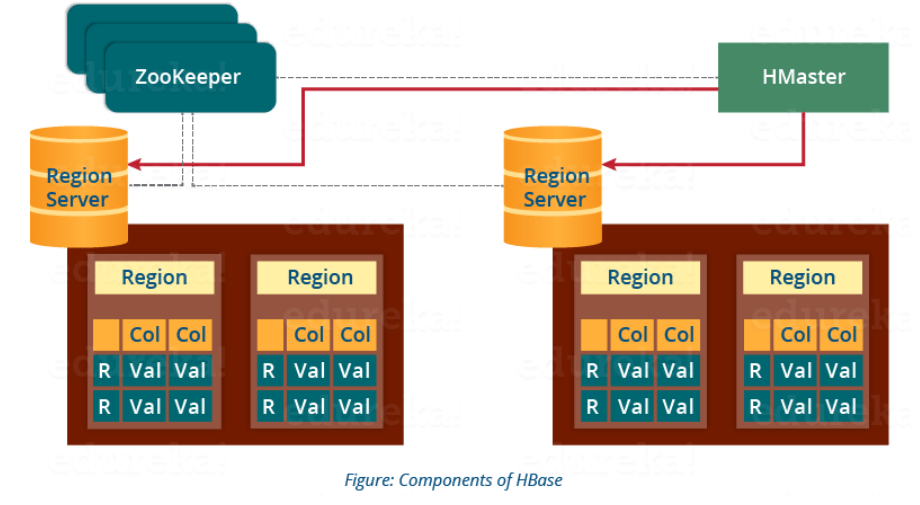 ZooKeeper
HMaster
Region
Server
Region
Server
Region
Region
Region
Region
Col Col
Col Col
Col Col
Col Col
R Val Val
R Val Val
R Val Val
R Val Val
R Val Val
R Val Val
R Val Val
R Val Val
Figure: Components of HBase
edureka!